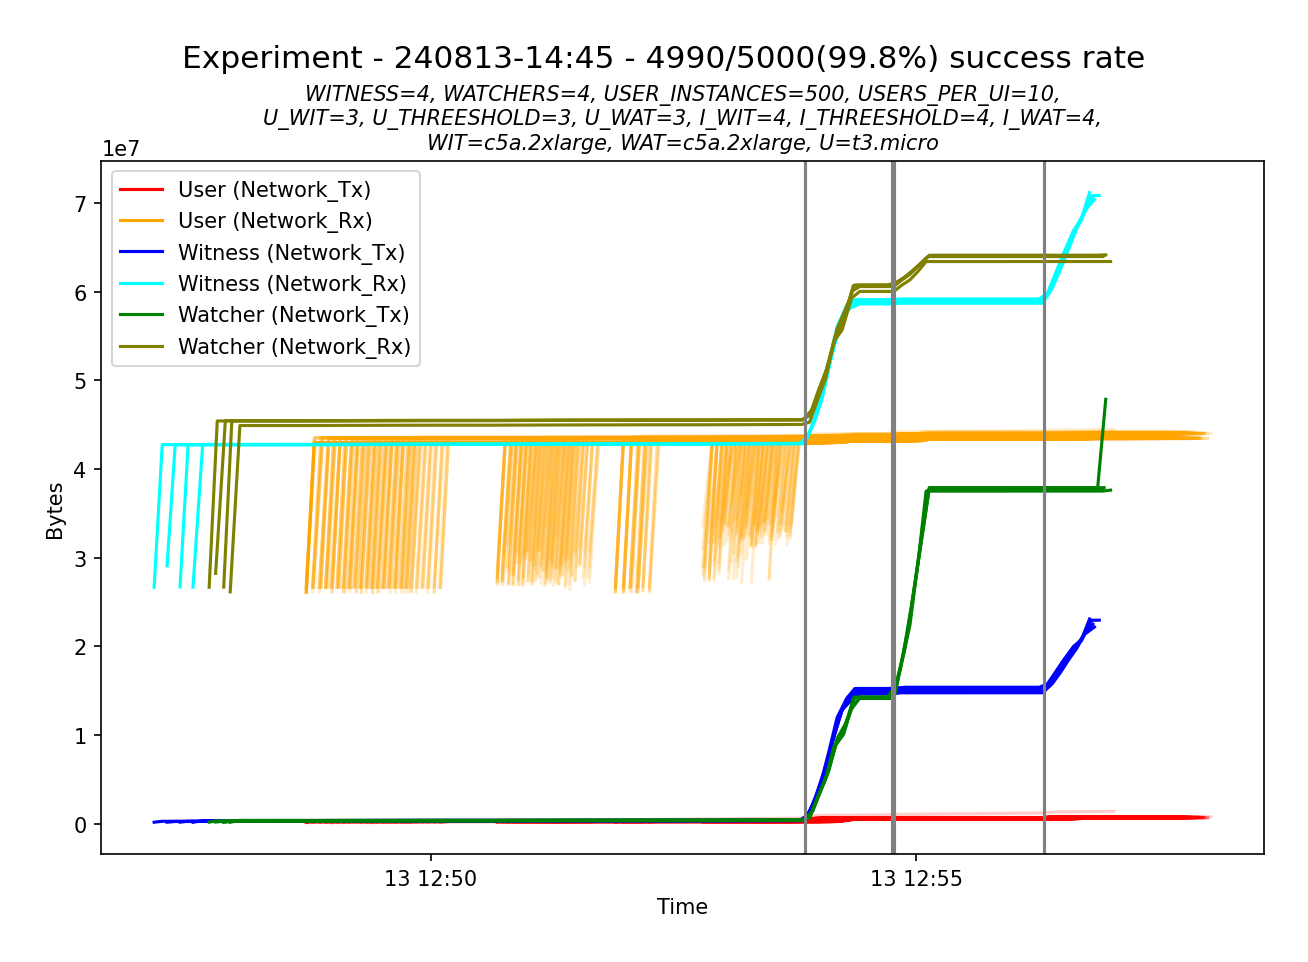 Experiment - 240813-14:45 - 4990/5000(99.8%) success rate
WITNESS=4, WATCHERS=4, USER_INSTANCES=500, USERS_PER_UI=10,
U_WIT=3, U_THREESHOLD=3, U_WAT=3, I_WIT=4, I_THREESHOLD=4, I_WAT=4,
WIT=c5a.2xlarge, WAT=c5a.2xlarge, U=t3.micro
1e7
User (Network_Tx)
User (Network_Rx)
Witness (Network_Tx)
Witness (Network_Rx)
Watcher (Network_Tx)
Watcher (Network_Rx)
7
6
5
4
3
2
1
0
Bytes
13 12:50
13 12:55
Time